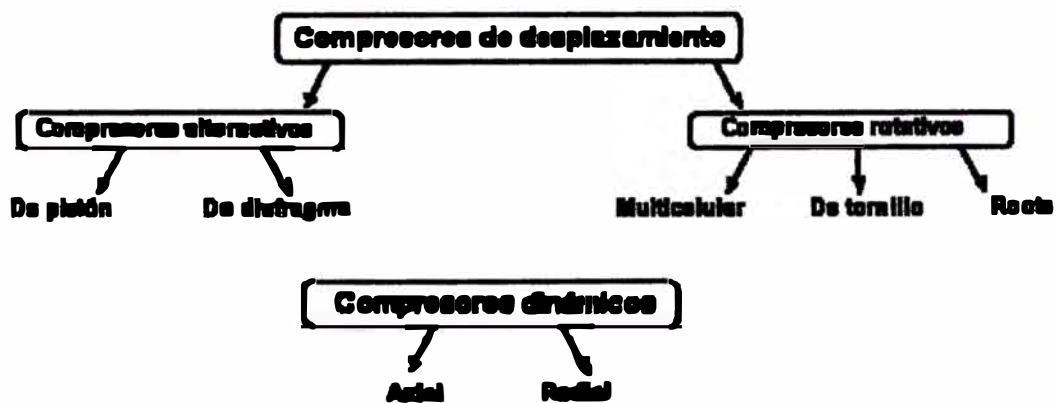 Compresores de desplazamiento
Compresores alternativos Compresores rotativos
De pistón De diafragma Multicelular De tornillo Roots
Compresores dinámicos
Axial Radial